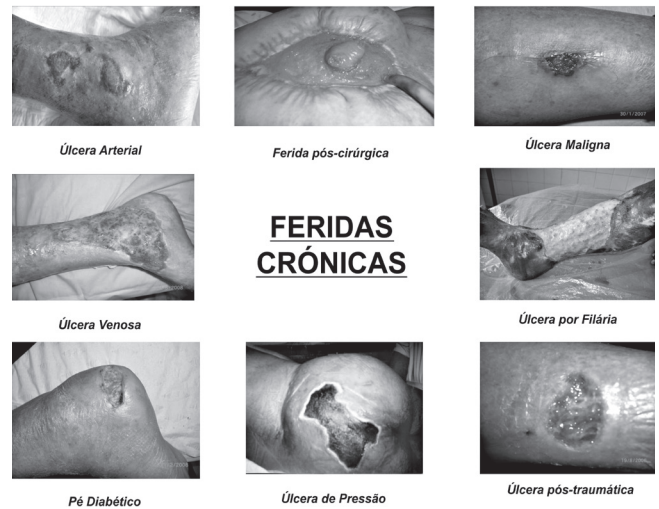 Úlcera Arterial
Ferida pós-cirúrgica
Úlcera Maligna
FERIDAS
CRÓNICAS
Úlcera Venosa
Úlcera por Filária
Pé Diabético
Úlcera de Pressão
Úlcera pós-traumática